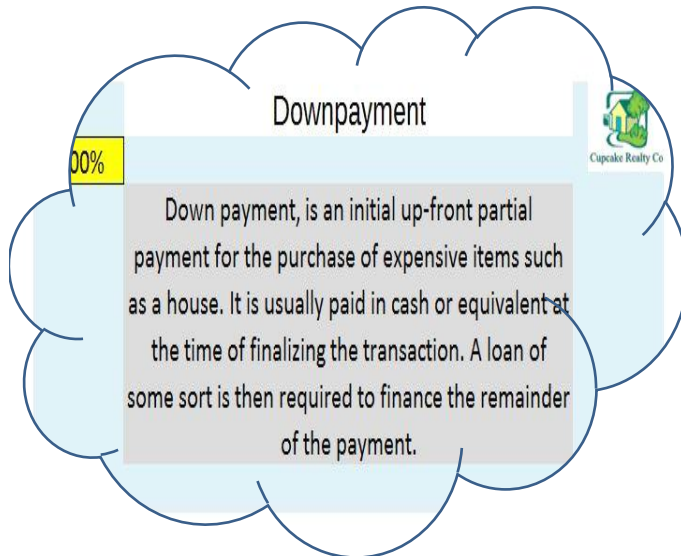 Downpayment
Cupcake Realty Co
00%
Down payment, is an initial up-front partial
payment for the purchase of expensive items such
as a house. It is usually paid in cash or equivalent at
the time of finalizing the transaction. A loan of
some sort is then required to finance the remainder
of the payment.